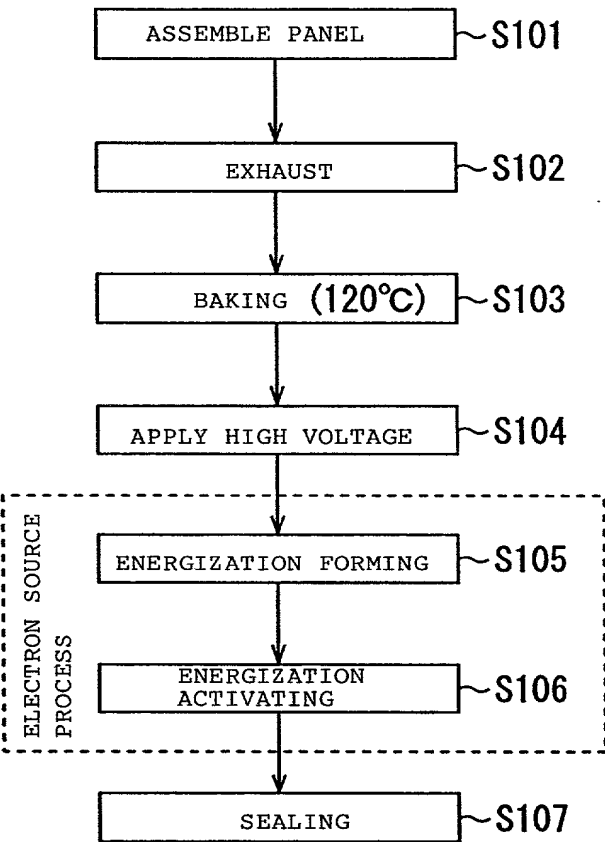 ASSEMBLE PANEL S101
EXHAUST S102
BAKING (120℃) S103
APPLY HIGH VOLTAGE S104
ELECTRON SOURCE
PROCESS
ENERGIZATION FORMING S105
ENERGIZATION
ACTIVATING S106
SEALING S107